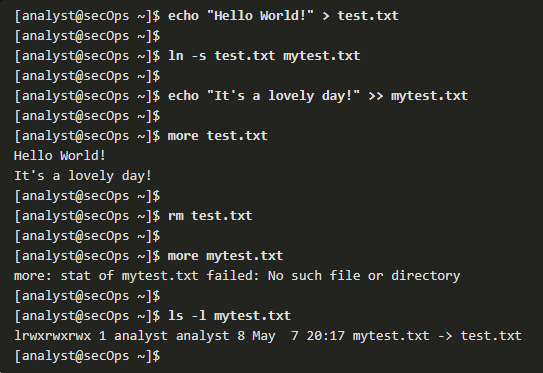 [analyst@secOps ~]$ echo "Hello World!" > test.txt
[analyst@secOps ~]$
[analyst@secOps ~]$ ln -s test.txt mytest.txt
[analyst@secOps ~]$
[analyst@secOps ~]$ echo "It's a lovely day!" >> mytest.txt
[analyst@secOps ~]$
[analyst@secOps ~]$ more test.txt
Hello World!
It's a lovely day!
[analyst@secOps ~]$
[analyst@secOps ~]$ rm test.txt
[analyst@secOps ~]$
[analyst@secOps ~]$ more mytest.txt
more: stat of mytest.txt failed: No such file or directory
[analyst@secOps ~]$
[analyst@secOps ~]$ ls -l mytest.txt
lrwxrwxrwx 1 analyst analyst 8 May  7 20:17 mytest.txt -> test.txt
[analyst@secOps ~]$